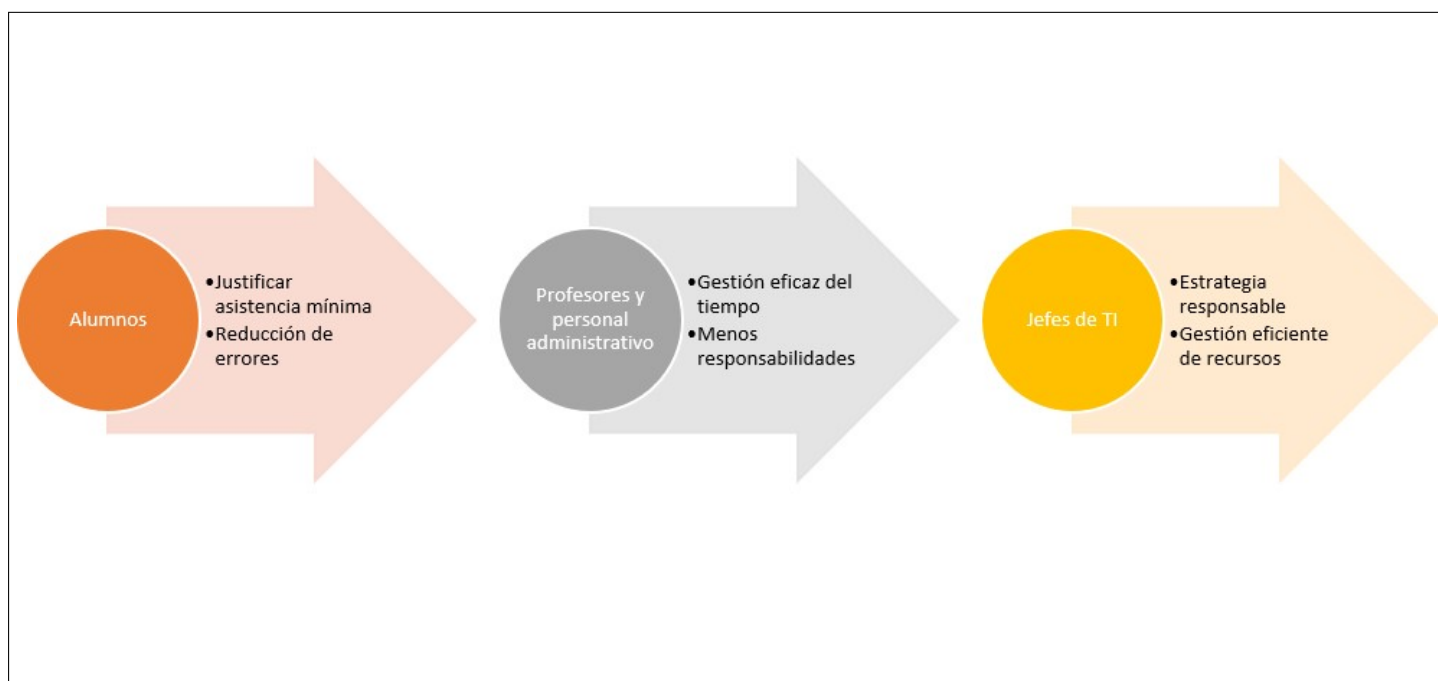 Alumnos
•Justificar
asistencia mínima
•Reducción de
errores
Profesores y
personal
administrativo
•Gestión eficaz del
tiempo
•Menos
responsabilidades
Jefes de TI
•Estrategia
responsable
•Gestión eficiente
de recursos